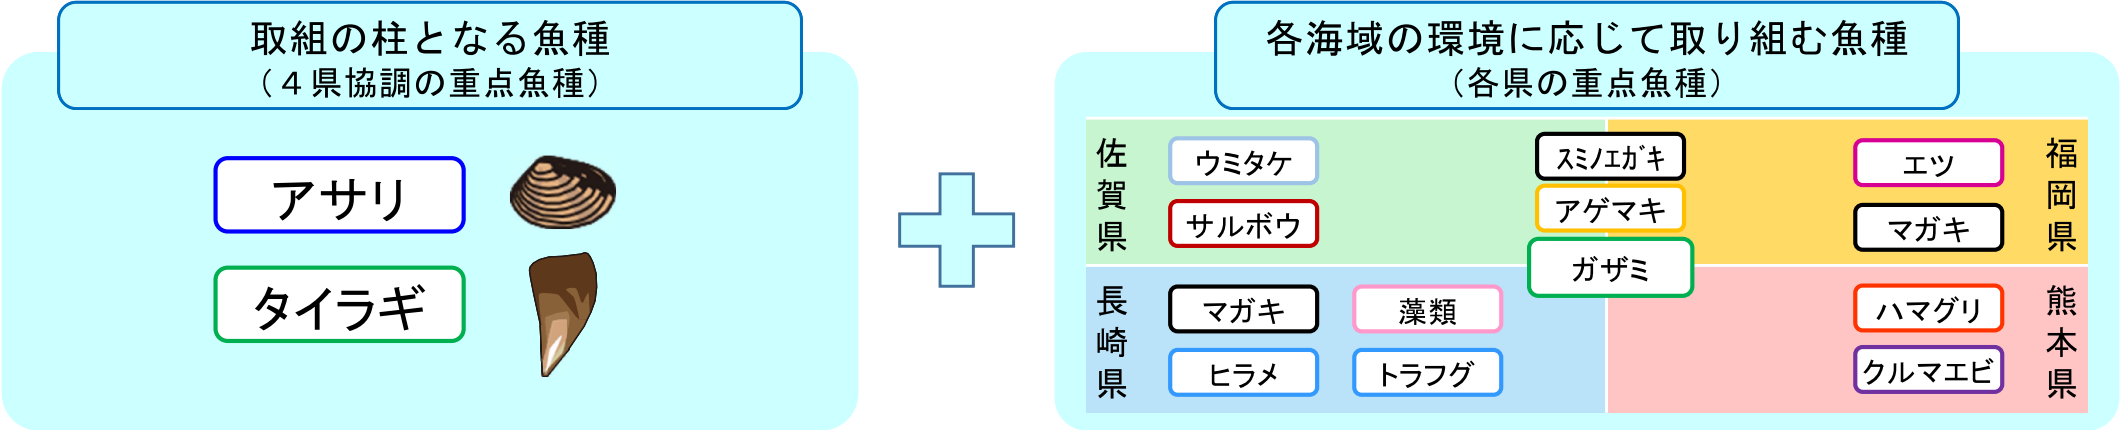 取組の柱となる魚種
（４県協調の重点魚種）
アサリ
タイラギ
各海域の環境に応じて取り組む魚種
（各県の重点魚種）
佐賀県
ウミタケ
サルボウ
スミノエガキ
アゲマキ
ガザミ
エツ
マガキ
福岡県
長崎県
マガキ
藻類
ヒラメ
トラフグ
ハマグリ
クルマエビ
熊本県